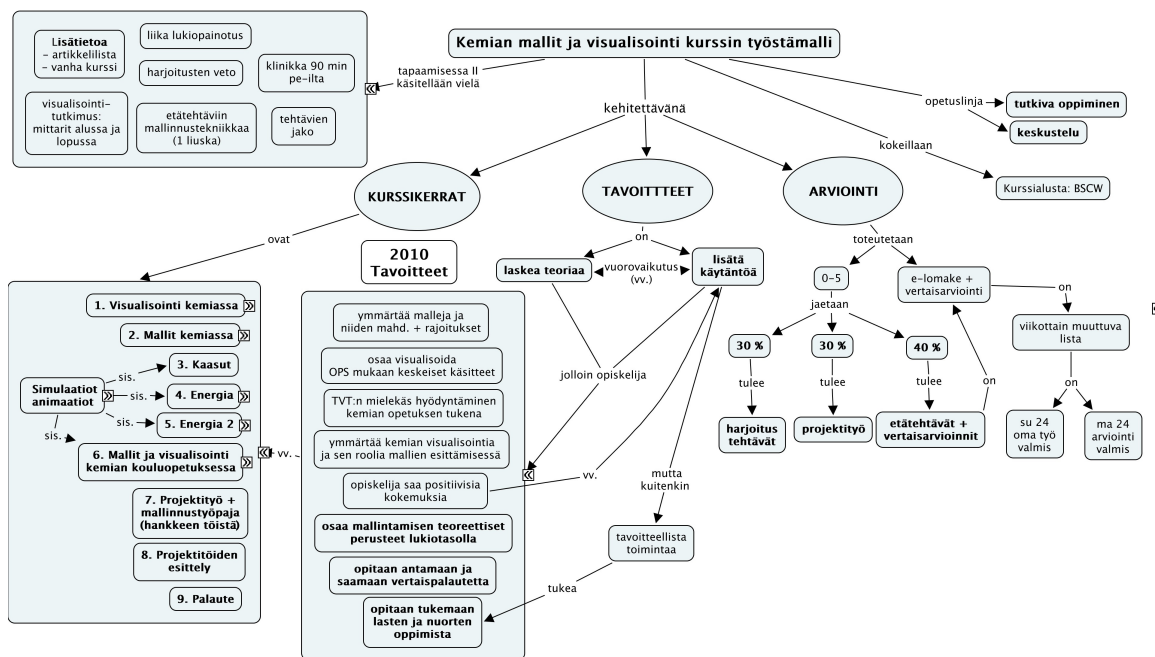 Kemian mallit ja visualisointi kurssin työstämalli
Lisätietoa
- artikkelilista
- vanha kurssi
liika lukiopainotus
harjoitusten veto
klinikka 90 min
pe-ilta
visualisointi-
tutkimus:
mittarit alussa ja
lopussa
etätehtäviin
mallinnustekniikkaa
(1 liuska)
tehtävien
jako
tapaamisessa II
käsitellään vielä
kehitettävänä
opetuslinja
tutkiva oppiminen
keskustelu
kokeillaan
Kurssialusta: BSCW
KURSSIKERRAT
TAVOITTTEET
ARVIOINTI
ovat
on
toteutetaan
2010
Tavoitteet
laskea teoriaa
vuorovaikutus
(vv.)
lisätä
käytäntöä
0-5
e-lomake +
vertaisarviointi
jaetaan
on
viikottain muuttuva
lista
1. Visualisointi kemiassa
2. Mallit kemiassa
3. Kaasut
Simulaatiot
animaatiot
sis.
sis.
sis.
sis.
4. Energia
5. Energia 2
6. Mallit ja visualisointi
kemian kouluopetuksessa
7. Projektityö +
mallinnustyöpaja
(hankkeen töistä)
8. Projektitöiden
esittely
9. Palaute
vv.
ymmärtää malleja ja
niiden mahd. + rajoitukset
osaa visualisoida
OPS mukaan keskeiset käsitteet
TVT:n mielekäs hyödyntäminen
kemian opetuksen tukena
ymmärtää kemian visualisointia
ja sen roolia mallien esittämisessä
opiskelija saa positiivisia
kokemuksia
osaa mallintamisen teoreettiset
perusteet lukiotasolla
opitaan antamaan ja
saamaan vertaispalautetta
opitaan tukemaan
lasten ja nuorten
oppimista
jolloin opiskelija
vv.
mutta
kuitenkin
tavoitteellista
toimintaa
tukea
30 %
30 %
40 %
tulee
tulee
tulee
on
harjoitus
tehtävät
projektityö
etätehtävät +
vertaisarvioinnit
on
su 24
oma työ
valmis
ma 24
arviointi
valmis